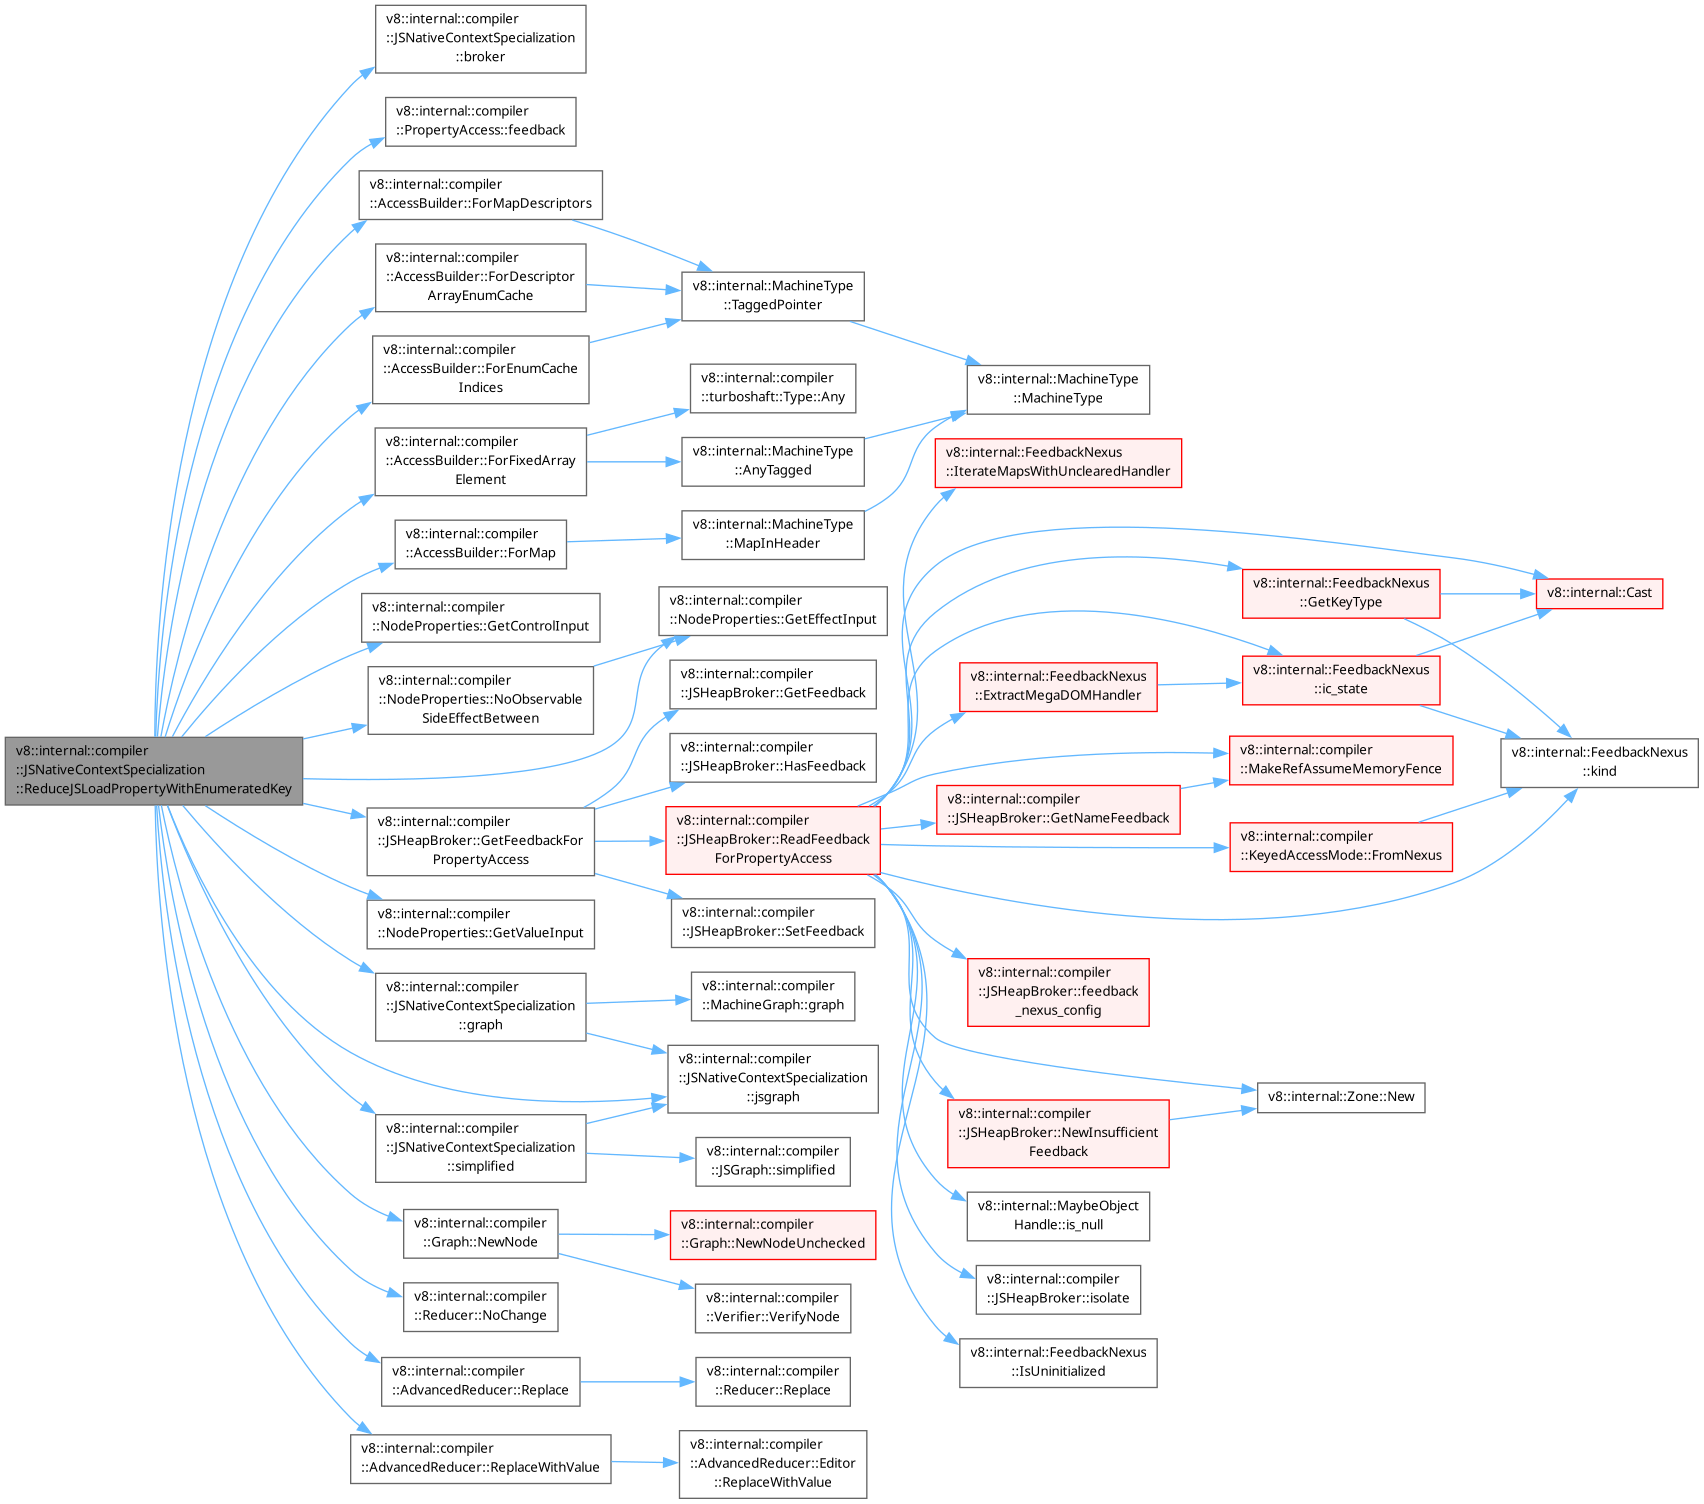 v8::internal::compiler
::JSNativeContextSpecialization
::ReduceJSLoadPropertyWithEnumeratedKey
v8::internal::compiler
::JSNativeContextSpecialization
::broker
v8::internal::compiler
::PropertyAccess::feedback
v8::internal::compiler
::AccessBuilder::ForMapDescriptors
v8::internal::compiler
::AccessBuilder::ForDescriptor
ArrayEnumCache
v8::internal::compiler
::AccessBuilder::ForEnumCache
Indices
v8::internal::compiler
::AccessBuilder::ForFixedArray
Element
v8::internal::compiler
::AccessBuilder::ForMap
v8::internal::compiler
::NodeProperties::GetControlInput
v8::internal::compiler
::NodeProperties::NoObservable
SideEffectBetween
v8::internal::compiler
::JSHeapBroker::GetFeedbackFor
PropertyAccess
v8::internal::compiler
::NodeProperties::GetValueInput
v8::internal::compiler
::JSNativeContextSpecialization
::graph
v8::internal::compiler
::JSNativeContextSpecialization
::simplified
v8::internal::compiler
::Graph::NewNode
v8::internal::compiler
::Reducer::NoChange
v8::internal::compiler
::AdvancedReducer::Replace
v8::internal::compiler
::AdvancedReducer::ReplaceWithValue
v8::internal::MachineType
::TaggedPointer
v8::internal::compiler
::turboshaft::Type::Any
v8::internal::MachineType
::AnyTagged
v8::internal::MachineType
::MapInHeader
v8::internal::compiler
::NodeProperties::GetEffectInput
v8::internal::compiler
::JSHeapBroker::GetFeedback
v8::internal::compiler
::JSHeapBroker::HasFeedback
v8::internal::compiler
::JSHeapBroker::ReadFeedback
ForPropertyAccess
v8::internal::compiler
::JSHeapBroker::SetFeedback
v8::internal::compiler
::MachineGraph::graph
v8::internal::compiler
::JSNativeContextSpecialization
::jsgraph
v8::internal::compiler
::JSGraph::simplified
v8::internal::compiler
::Graph::NewNodeUnchecked
v8::internal::compiler
::Verifier::VerifyNode
v8::internal::compiler
::Reducer::Replace
v8::internal::compiler
::AdvancedReducer::Editor
::ReplaceWithValue
v8::internal::MachineType
::MachineType
v8::internal::FeedbackNexus
::IterateMapsWithUnclearedHandler
v8::internal::FeedbackNexus
::ExtractMegaDOMHandler
v8::internal::compiler
::JSHeapBroker::GetNameFeedback
v8::internal::compiler
::JSHeapBroker::feedback
_nexus_config
v8::internal::compiler
::JSHeapBroker::NewInsufficient
Feedback
v8::internal::MaybeObject
Handle::is_null
v8::internal::compiler
::JSHeapBroker::isolate
v8::internal::FeedbackNexus
::IsUninitialized
v8::internal::FeedbackNexus
::GetKeyType
v8::internal::FeedbackNexus
::ic_state
v8::internal::compiler
::MakeRefAssumeMemoryFence
v8::internal::compiler
::KeyedAccessMode::FromNexus
v8::internal::Zone::New
v8::internal::Cast
v8::internal::FeedbackNexus
::kind